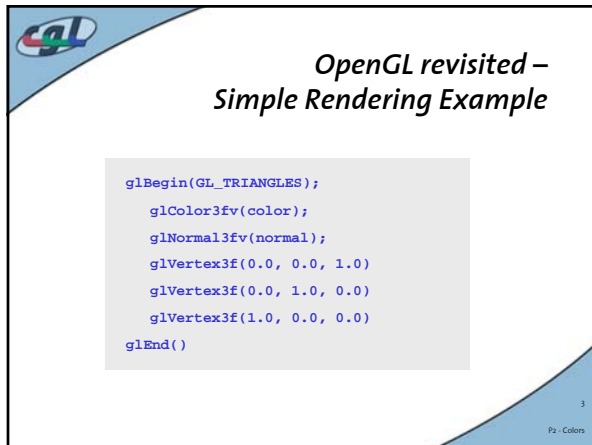 cgl
OpenGL revisited –
Simple Rendering Example
glBegin(GL_TRIANGLES);
glColor3fv(color);
glNormal3fv(normal);
glVertex3f(0.0, 0.0, 1.0)
glVertex3f(0.0, 1.0, 0.0)
glVertex3f(1.0, 0.0, 0.0)
glEnd()
3
P2 - Colors